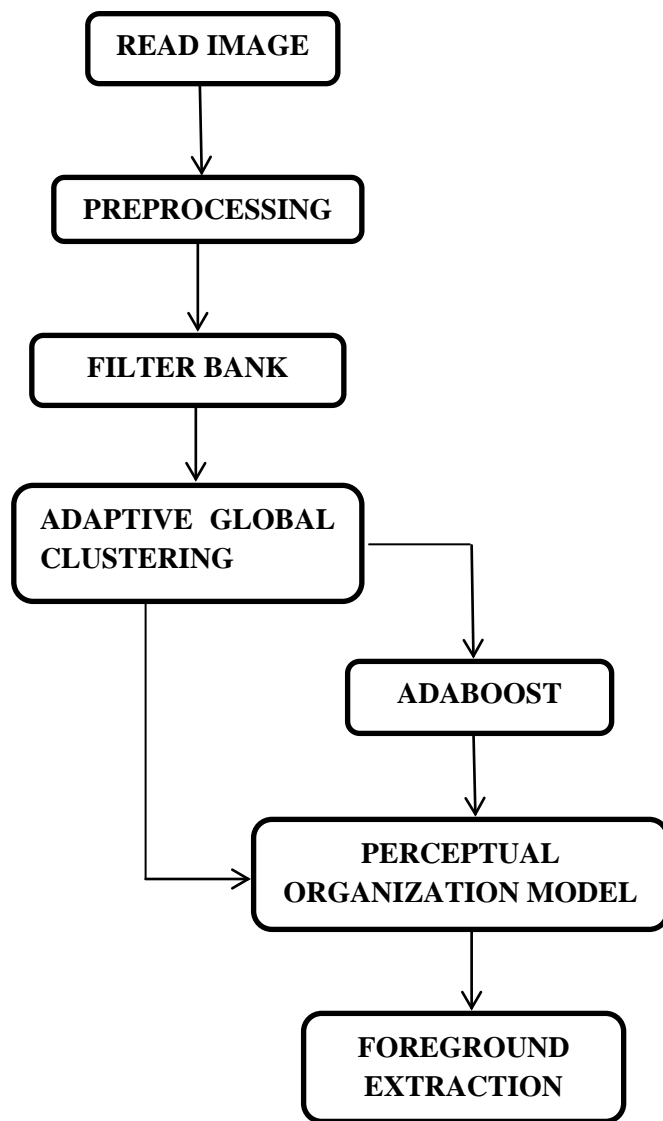 READ IMAGE
PREPROCESSING
FILTER BANK
ADAPTIVE GLOBAL
CLUSTERING
ADABOOST
PERCEPTUAL
ORGANIZATION MODEL
FOREGROUND
EXTRACTION